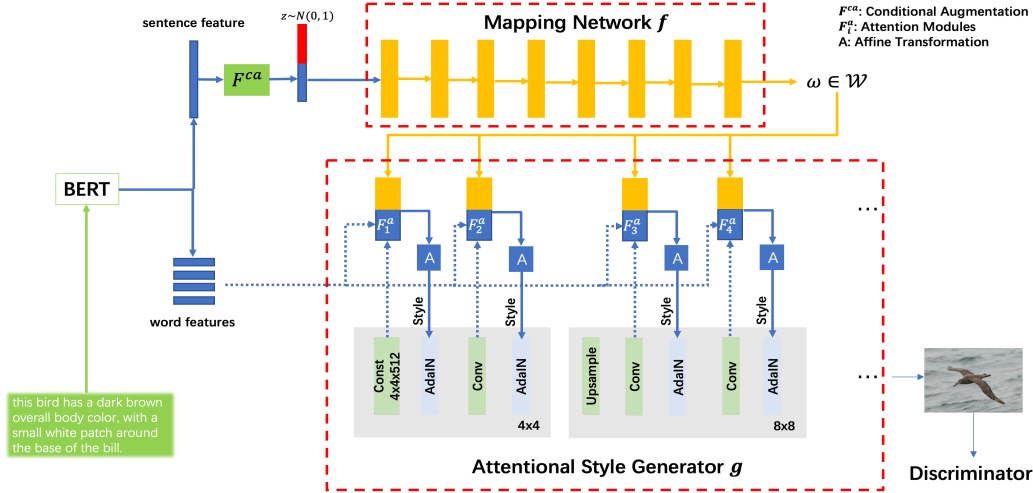 sentence feature
z~N(0, 1)
Mapping Network f
F^ca: Conditional Augmentation
F_i^a: Attention Modules
A: Affine Transformation
F^ca
ω ∈ 𝒲
BERT
F_1^a
F_2^a
F_3^a
F_4^a
...
A
A
A
A
word features
Style
Style
Style
Style
Const
4x4x512
AdaIN
Conv
AdaIN
Upsample
Conv
AdaIN
Conv
AdaIN
...
4x4
8x8
this bird has a dark brown
overall body color, with a
small white patch around
the base of the bill.
Attentional Style Generator g
Discriminator